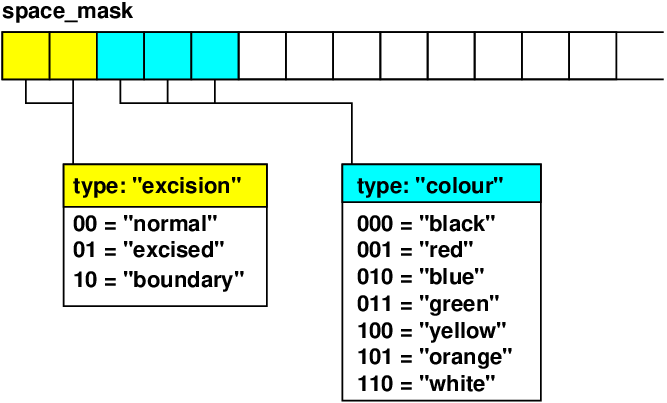 space_mask
type: "excision"
00 = "normal"
01 = "excised"
10 = "boundary"
type: "colour"
000 = "black"
001 = "red"
010 = "blue"
011 = "green"
100 = "yellow"
101 = "orange"
110 = "white"